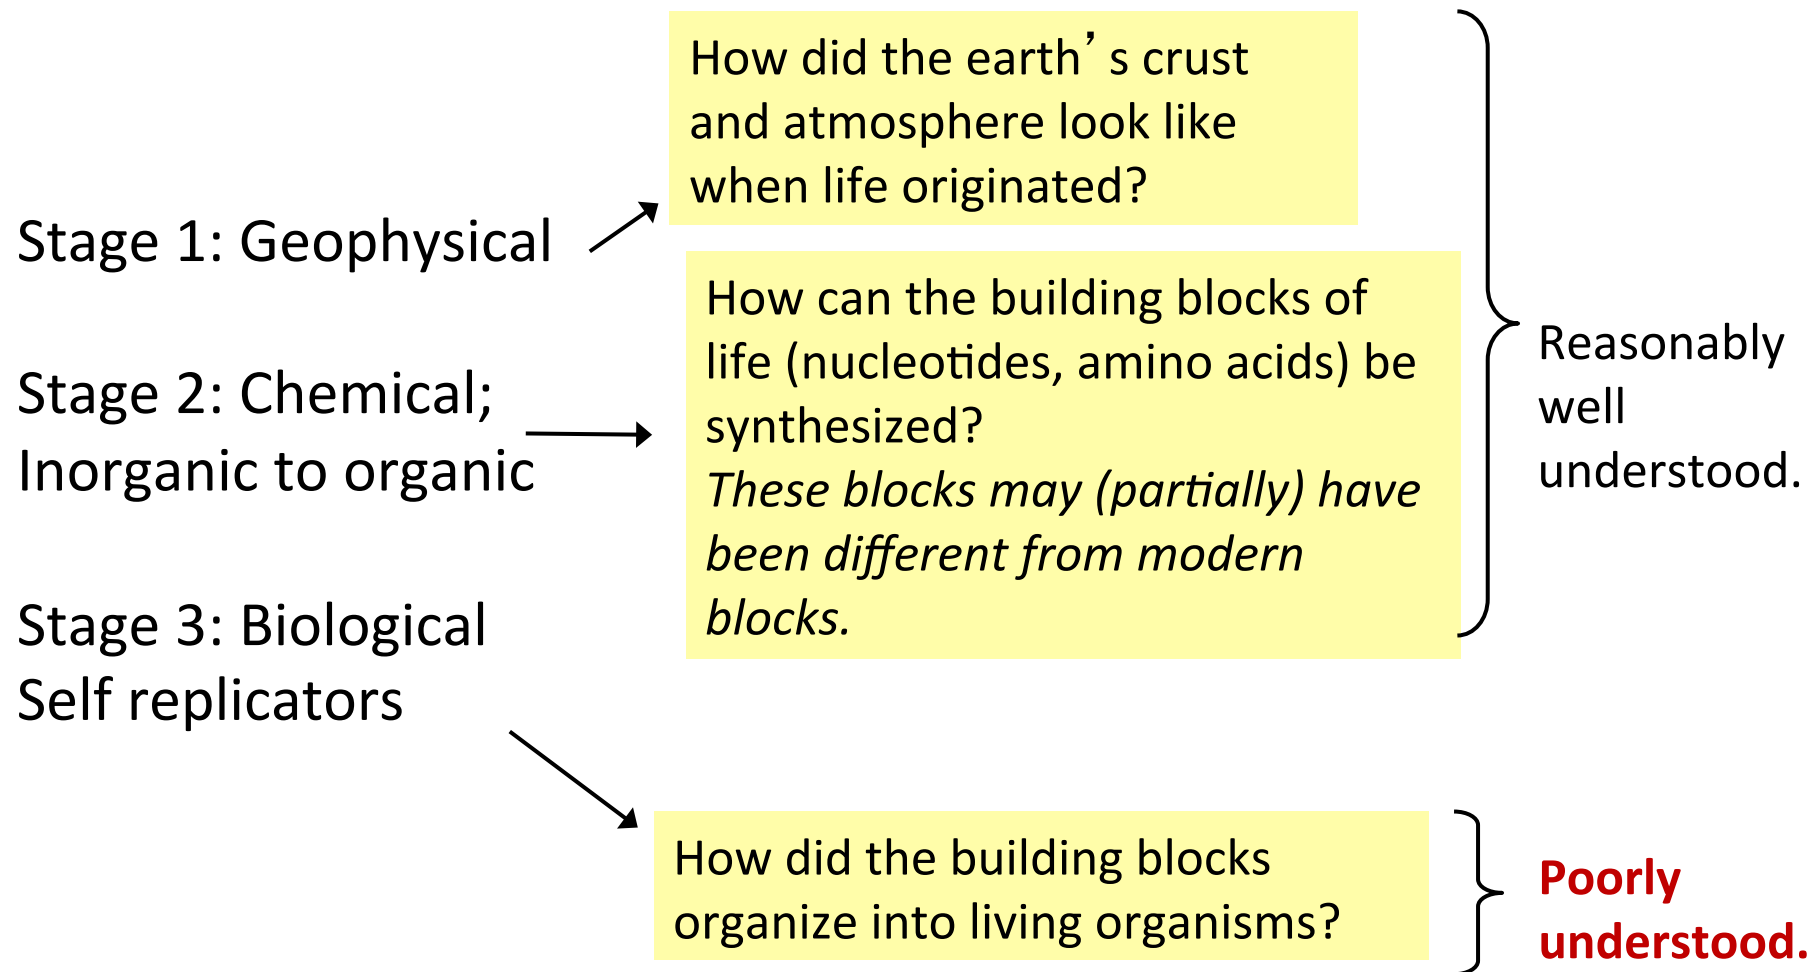 Stage 1: Geophysical
How did the earth’s crust
and atmosphere look like
when life originated?
Stage 2: Chemical;
Inorganic to organic
How can the building blocks of
life (nucleotides, amino acids) be
synthesized?
These blocks may (partially) have
been different from modern
blocks.
Reasonably
well
understood.
Stage 3: Biological
Self replicators
How did the building blocks
organize into living organisms?
Poorly
understood.